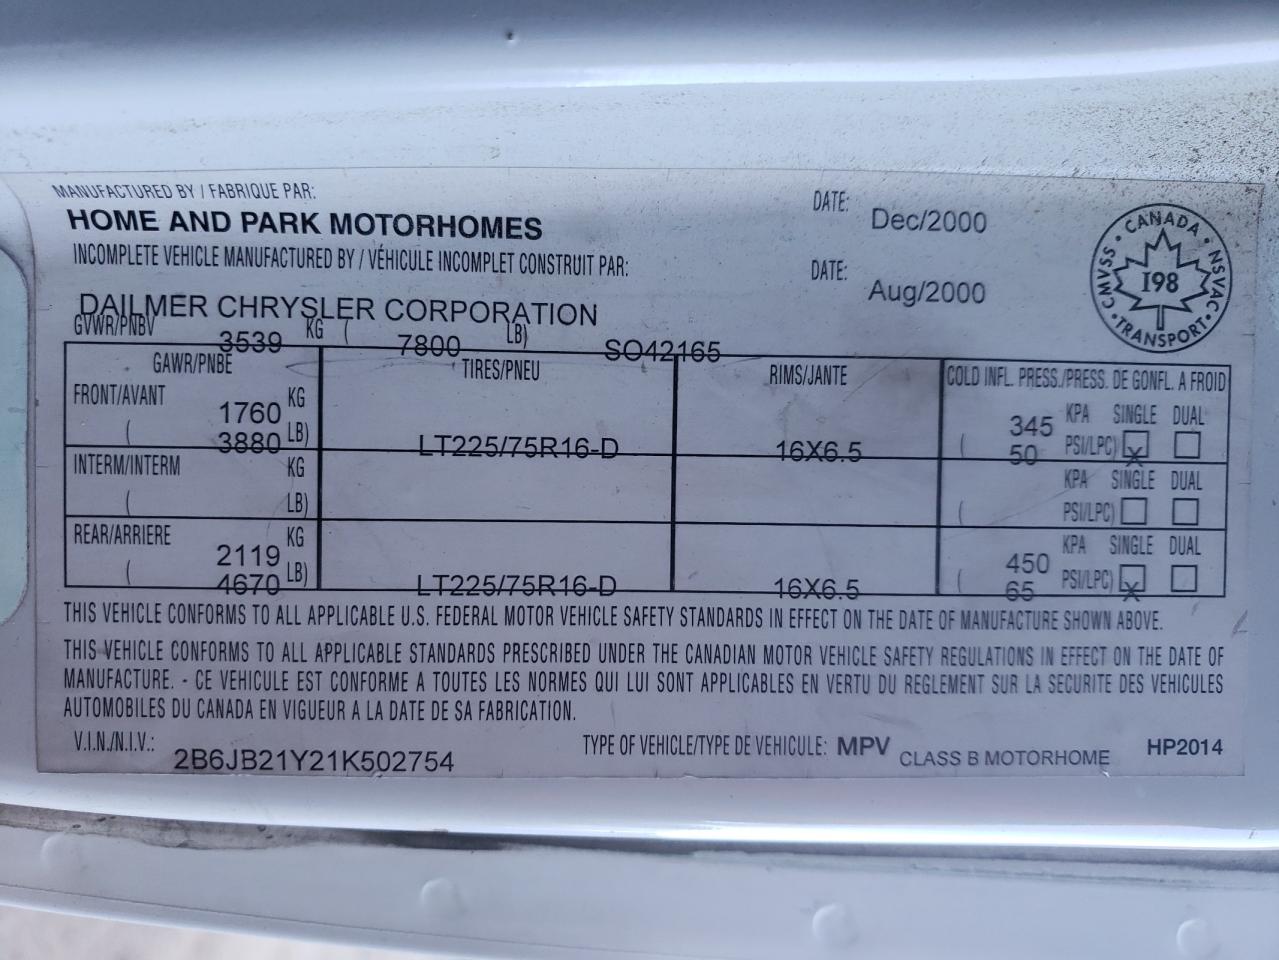 MANUFACTURED BY / FABRIQUE PAR:
HOME AND PARK MOTORHOMES
DATE: Dec/2000
INCOMPLETE VEHICLE MANUFACTURED BY / VÉHICULE INCOMPLET CONSTRUIT PAR:
DATE: Aug/2000
DAILMER CHRYSLER CORPORATION
CANADA • NSVAC • TRANSPORT • CMVSS •
198
GVWR/PNBV 3539 KG ( 7800 LB) SO42165
GAWR/PNBE TIRES/PNEU RIMS/JANTE COLD INFL. PRESS./PRESS. DE GONFL. A FROID
FRONT/AVANT 1760 KG 345 KPA SINGLE DUAL
( 3880 LB) LT225/75R16-D 16X6.5 ( 50 PSI/LPC) X
INTERM/INTERM KG KPA SINGLE DUAL
( LB) ( PSI/LPC)
REAR/ARRIERE 2119 KG 450 KPA SINGLE DUAL
( 4670 LB) LT225/75R16-D 16X6.5 ( 65 PSI/LPC) X
THIS VEHICLE CONFORMS TO ALL APPLICABLE U.S. FEDERAL MOTOR VEHICLE SAFETY STANDARDS IN EFFECT ON THE DATE OF MANUFACTURE SHOWN ABOVE.
THIS VEHICLE CONFORMS TO ALL APPLICABLE STANDARDS PRESCRIBED UNDER THE CANADIAN MOTOR VEHICLE SAFETY REGULATIONS IN EFFECT ON THE DATE OF
MANUFACTURE. - CE VEHICULE EST CONFORME A TOUTES LES NORMES QUI LUI SONT APPLICABLES EN VERTU DU REGLEMENT SUR LA SECURITE DES VEHICULES
AUTOMOBILES DU CANADA EN VIGUEUR A LA DATE DE SA FABRICATION.
V.I.N./N.I.V.: 2B6JB21Y21K502754 TYPE OF VEHICLE/TYPE DE VEHICULE: MPV CLASS B MOTORHOME HP2014